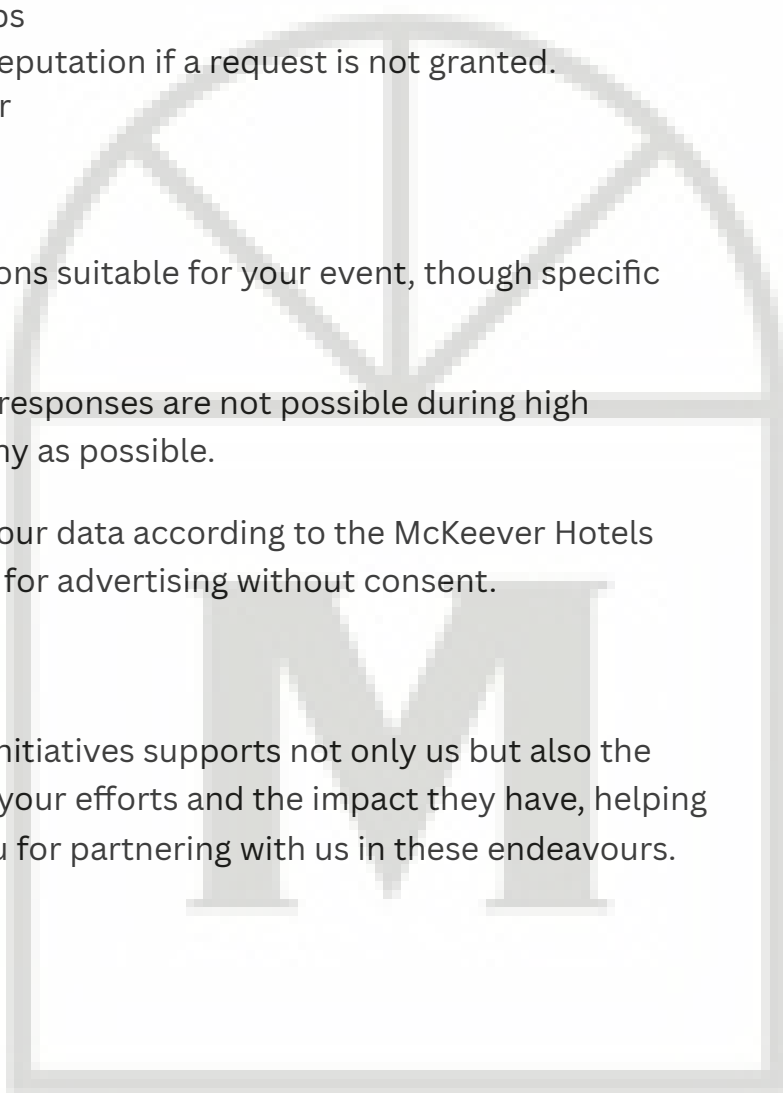 eputation if a request is not granted.
ons suitable for your event, though specific
responses are not possible during high
as possible.
our data according to the McKeever Hotels
for advertising without consent.
nitiatives supports not only us but also the
your efforts and the impact they have, helping
for partnering with us in these endeavours.
M